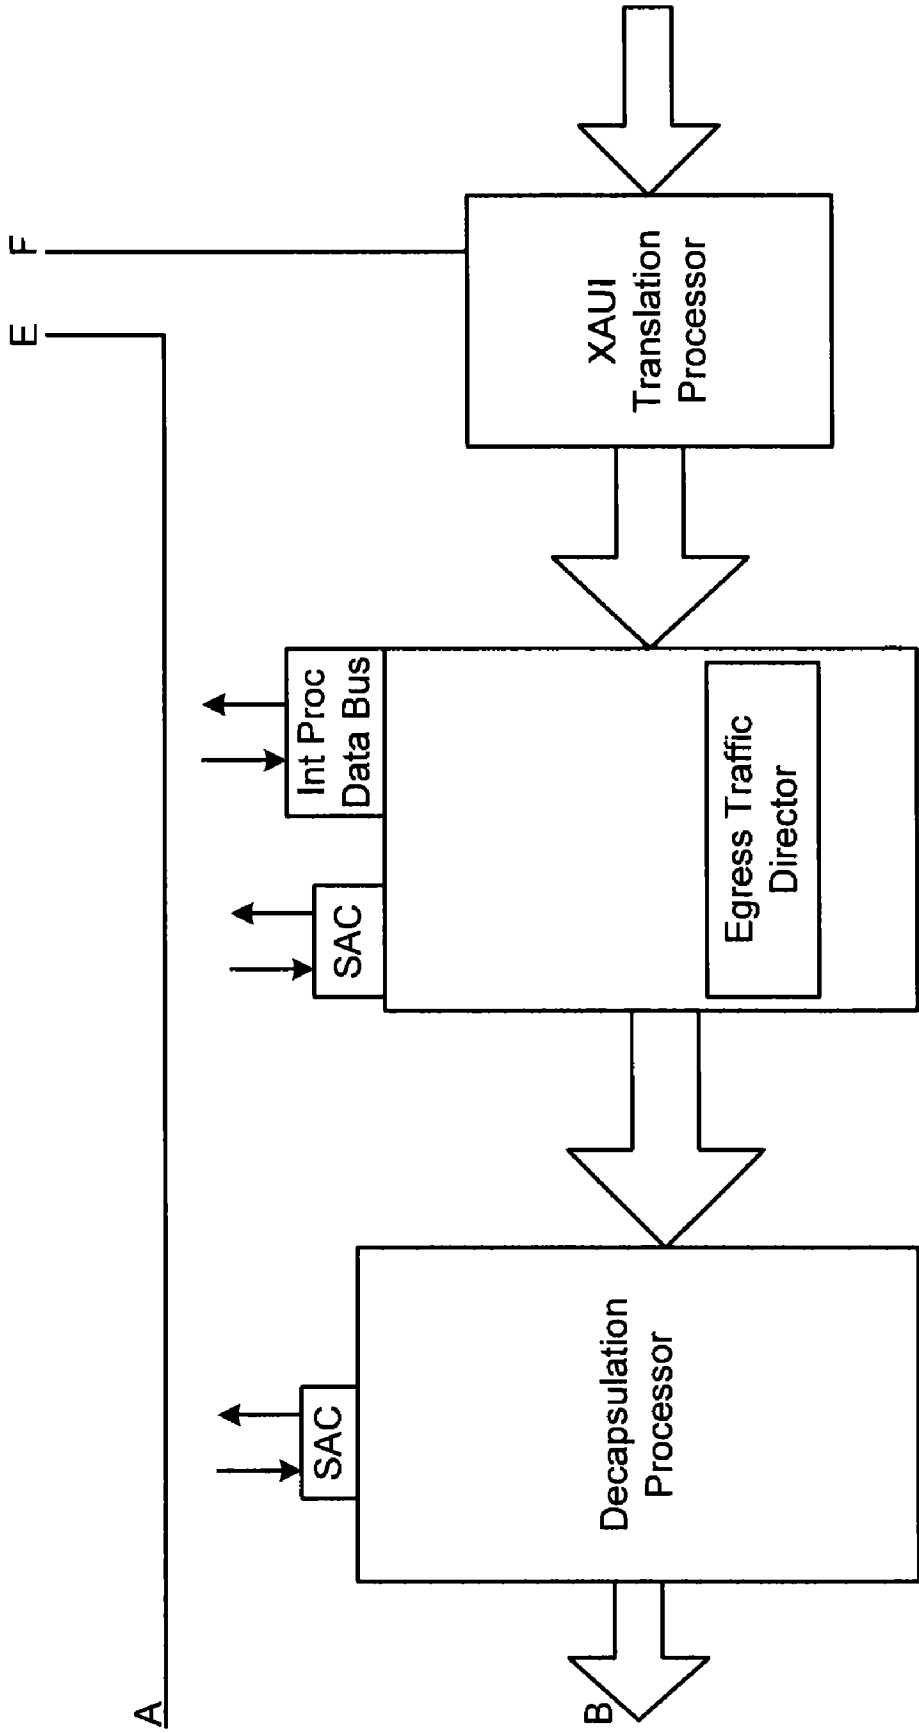 A
E
F
SAC
SAC
Int Proc
Data Bus
B
Decapsulation
Processor
Egress Traffic
Director
XAUI
Translation
Processor